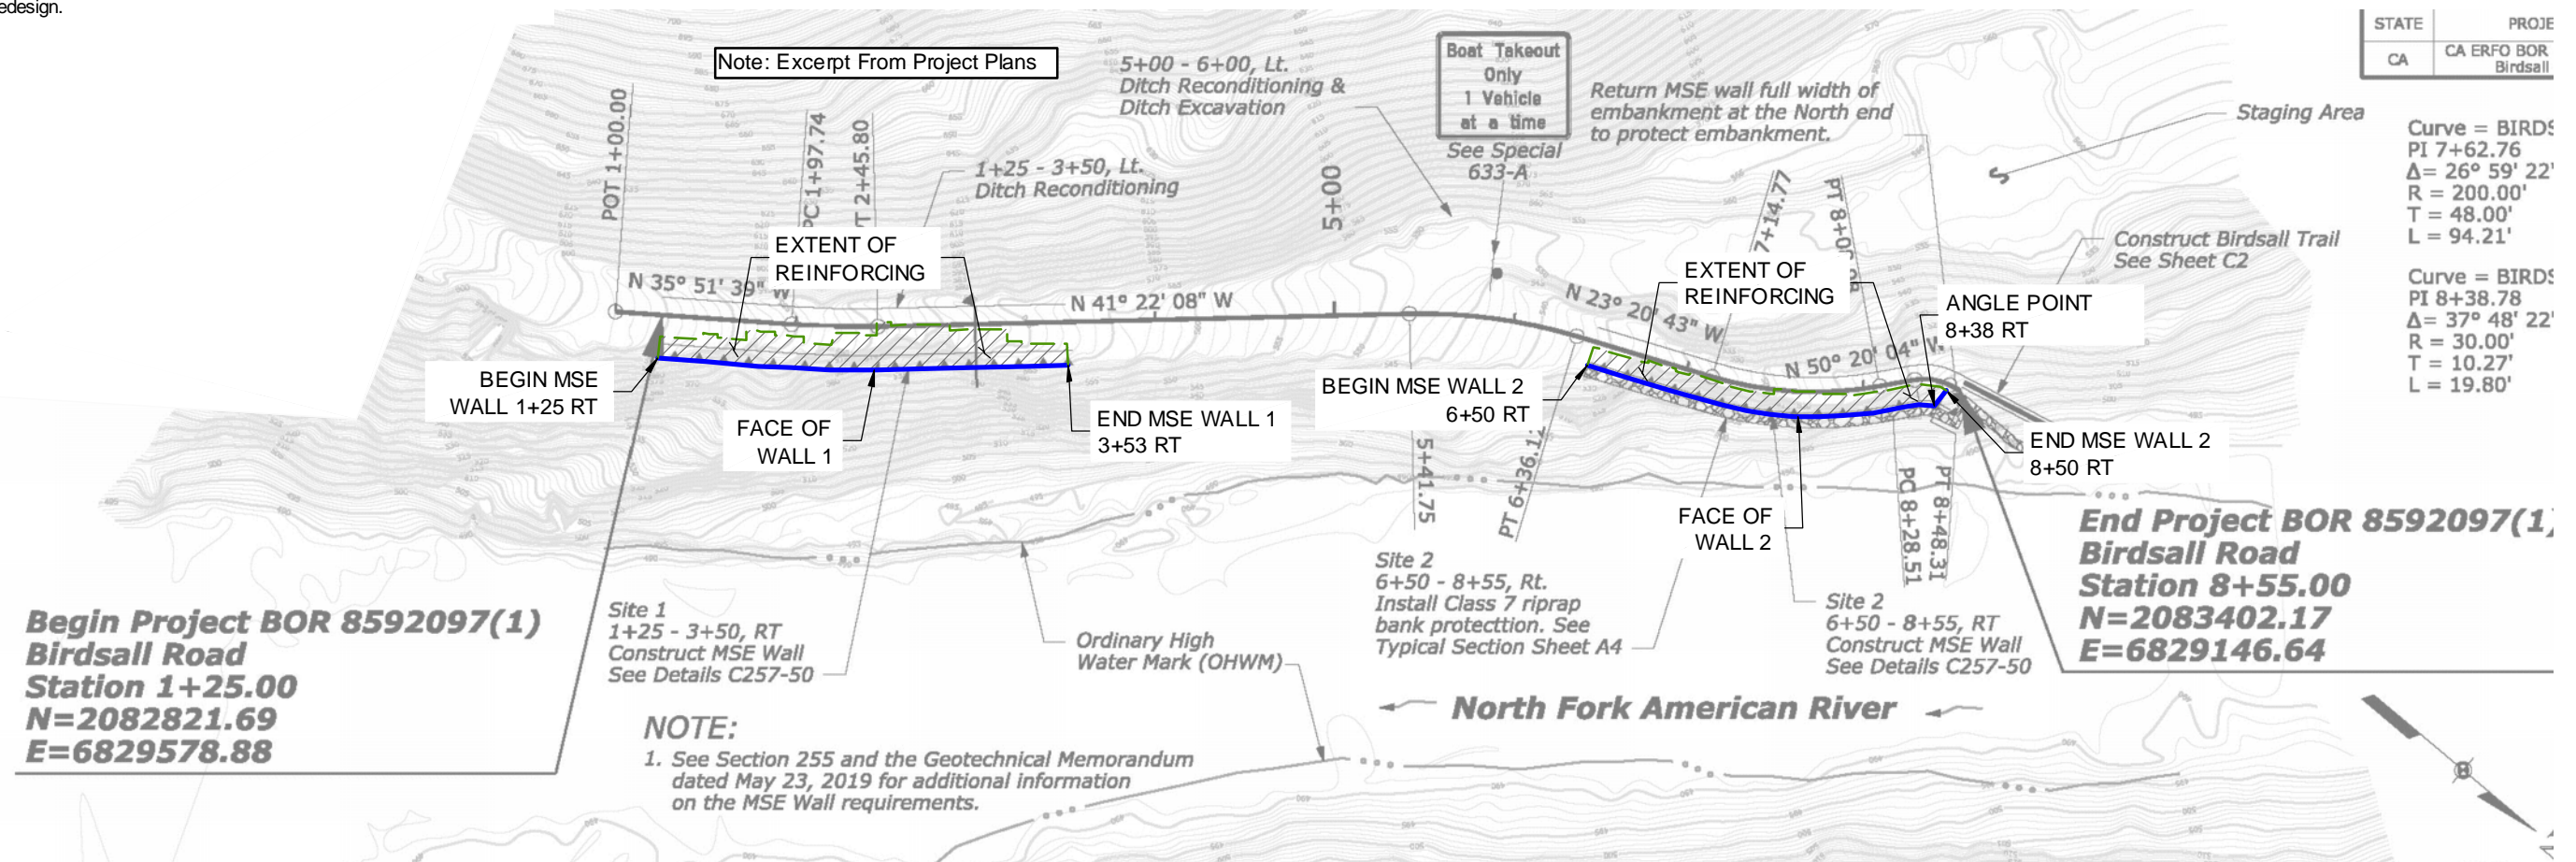 edesign.
Note: Excerpt From Project Plans
POT 1+00.00
PC 1+97.74
PT 2+45.80
5+00 - 6+00, Lt.
Ditch Reconditioning &
Ditch Excavation
1+25 - 3+50, Lt.
Ditch Reconditioning
Boat Takeout
Only
1 Vehicle
at a time
See Special
633-A
Return MSE wall full width of
embankment at the North end
to protect embankment.
STATE PROJE
CA CA ERFO BOR
Birdsall
Staging Area
S
Curve = BIRDS
PI 7+62.76
Δ= 26° 59' 22"
R = 200.00'
T = 48.00'
L = 94.21'
Curve = BIRDS
PI 8+38.78
Δ= 37° 48' 22"
R = 30.00'
T = 10.27'
L = 19.80'
Construct Birdsall Trail
See Sheet C2
5+00
7+14.77
PT 8+0
EXTENT OF
REINFORCING
N 35° 51' 39" W
N 41° 22' 08" W
N 23° 20' 43" W
EXTENT OF
REINFORCING
N 50° 20' 04" W
ANGLE POINT
8+38 RT
BEGIN MSE
WALL 1+25 RT
FACE OF
WALL 1
END MSE WALL 1
3+53 RT
BEGIN MSE WALL 2
6+50 RT
5+41.75
PT 6+36.12
FACE OF
WALL 2
PC 8+28.51
PT 8+48.31
END MSE WALL 2
8+50 RT
Begin Project BOR 8592097(1)
Birdsall Road
Station 1+25.00
N=2082821.69
E=6829578.88
Site 1
1+25 - 3+50, RT
Construct MSE Wall
See Details C257-50
Ordinary High
Water Mark (OHWM)
Site 2
6+50 - 8+55, Rt.
Install Class 7 riprap
bank protecttion. See
Typical Section Sheet A4
Site 2
6+50 - 8+55, RT
Construct MSE Wall
See Details C257-50
End Project BOR 8592097(1)
Birdsall Road
Station 8+55.00
N=2083402.17
E=6829146.64
North Fork American River
NOTE:
1. See Section 255 and the Geotechnical Memorandum
dated May 23, 2019 for additional information
on the MSE Wall requirements.